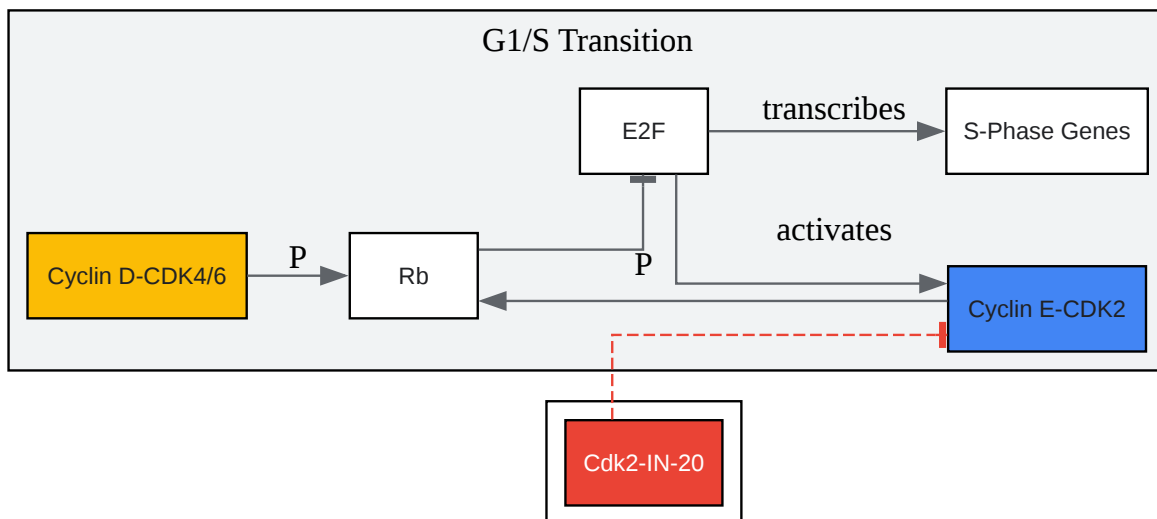 G1/S Transition
E2F
transcribes
S-Phase Genes
activates
Cyclin D-CDK4/6
P
Rb
P
Cyclin E-CDK2
Cdk2-IN-20